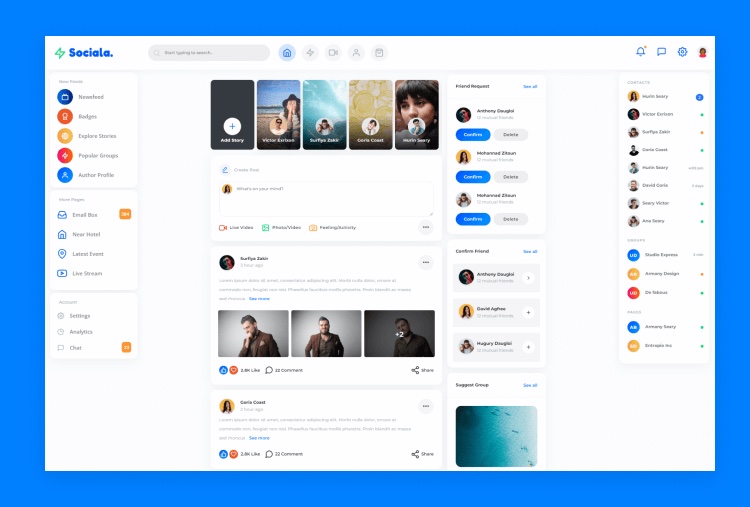 Sociala.
Start typing to search..
New Feeds
Newsfeed
Badges
Explore Stories
Popular Groups
Author Profile
More Pages
Email Box
Near Hotel
Latest Event
Live Stream
Account
Settings
Analytics
Chat
23
Add Story
Victor Exrixon
Surfiya Zakir
Goria Coast
Hurin Seary
Create Post
What's on your mind?
Live Video
Photo/Video
Feeling/Activity
Surfiya Zakir
2 hour ago
Lorem ipsum dolor sit amet, consectetur adipiscing elit. Morbi nulla dolor, ornare at
commodo non, feugiat non nisi. Phasellus faucibus mollis pharetra. Proin blandit ac massa
sed rhoncus See more
+2
2.8K Like
22 Comment
Share
Goria Coast
2 hour ago
Lorem ipsum dolor sit amet, consectetur adipiscing elit. Morbi nulla dolor, ornare at
commodo non, feugiat non nisi. Phasellus faucibus mollis pharetra. Proin blandit ac massa
sed rhoncus See more
2.8K Like
22 Comment
Share
Friend Request
See all
Anthony Daugloi
12 mutual friends
Confirm
Delete
Mohannad Zitoun
12 mutual friends
Confirm
Delete
Mohannad Zitoun
12 mutual friends
Confirm
Delete
Confirm Friend
See all
Anthony Daugloi
12 mutual friends
David Agfree
12 mutual friends
Hugury Daugloi
12 mutual friends
Suggest Group
See all
CONTACTS
Hurin Seary
2
Victor Exrixon
Surfiya Zakir
Goria Coast
Hurin Seary
David Goria
Seary Victor
Ana Seary
GROUPS
UD
Studio Express
2 min
AD
Armany Design
UD
De fabous
PAGES
AB
Armany Seary
SD
Entropio Inc